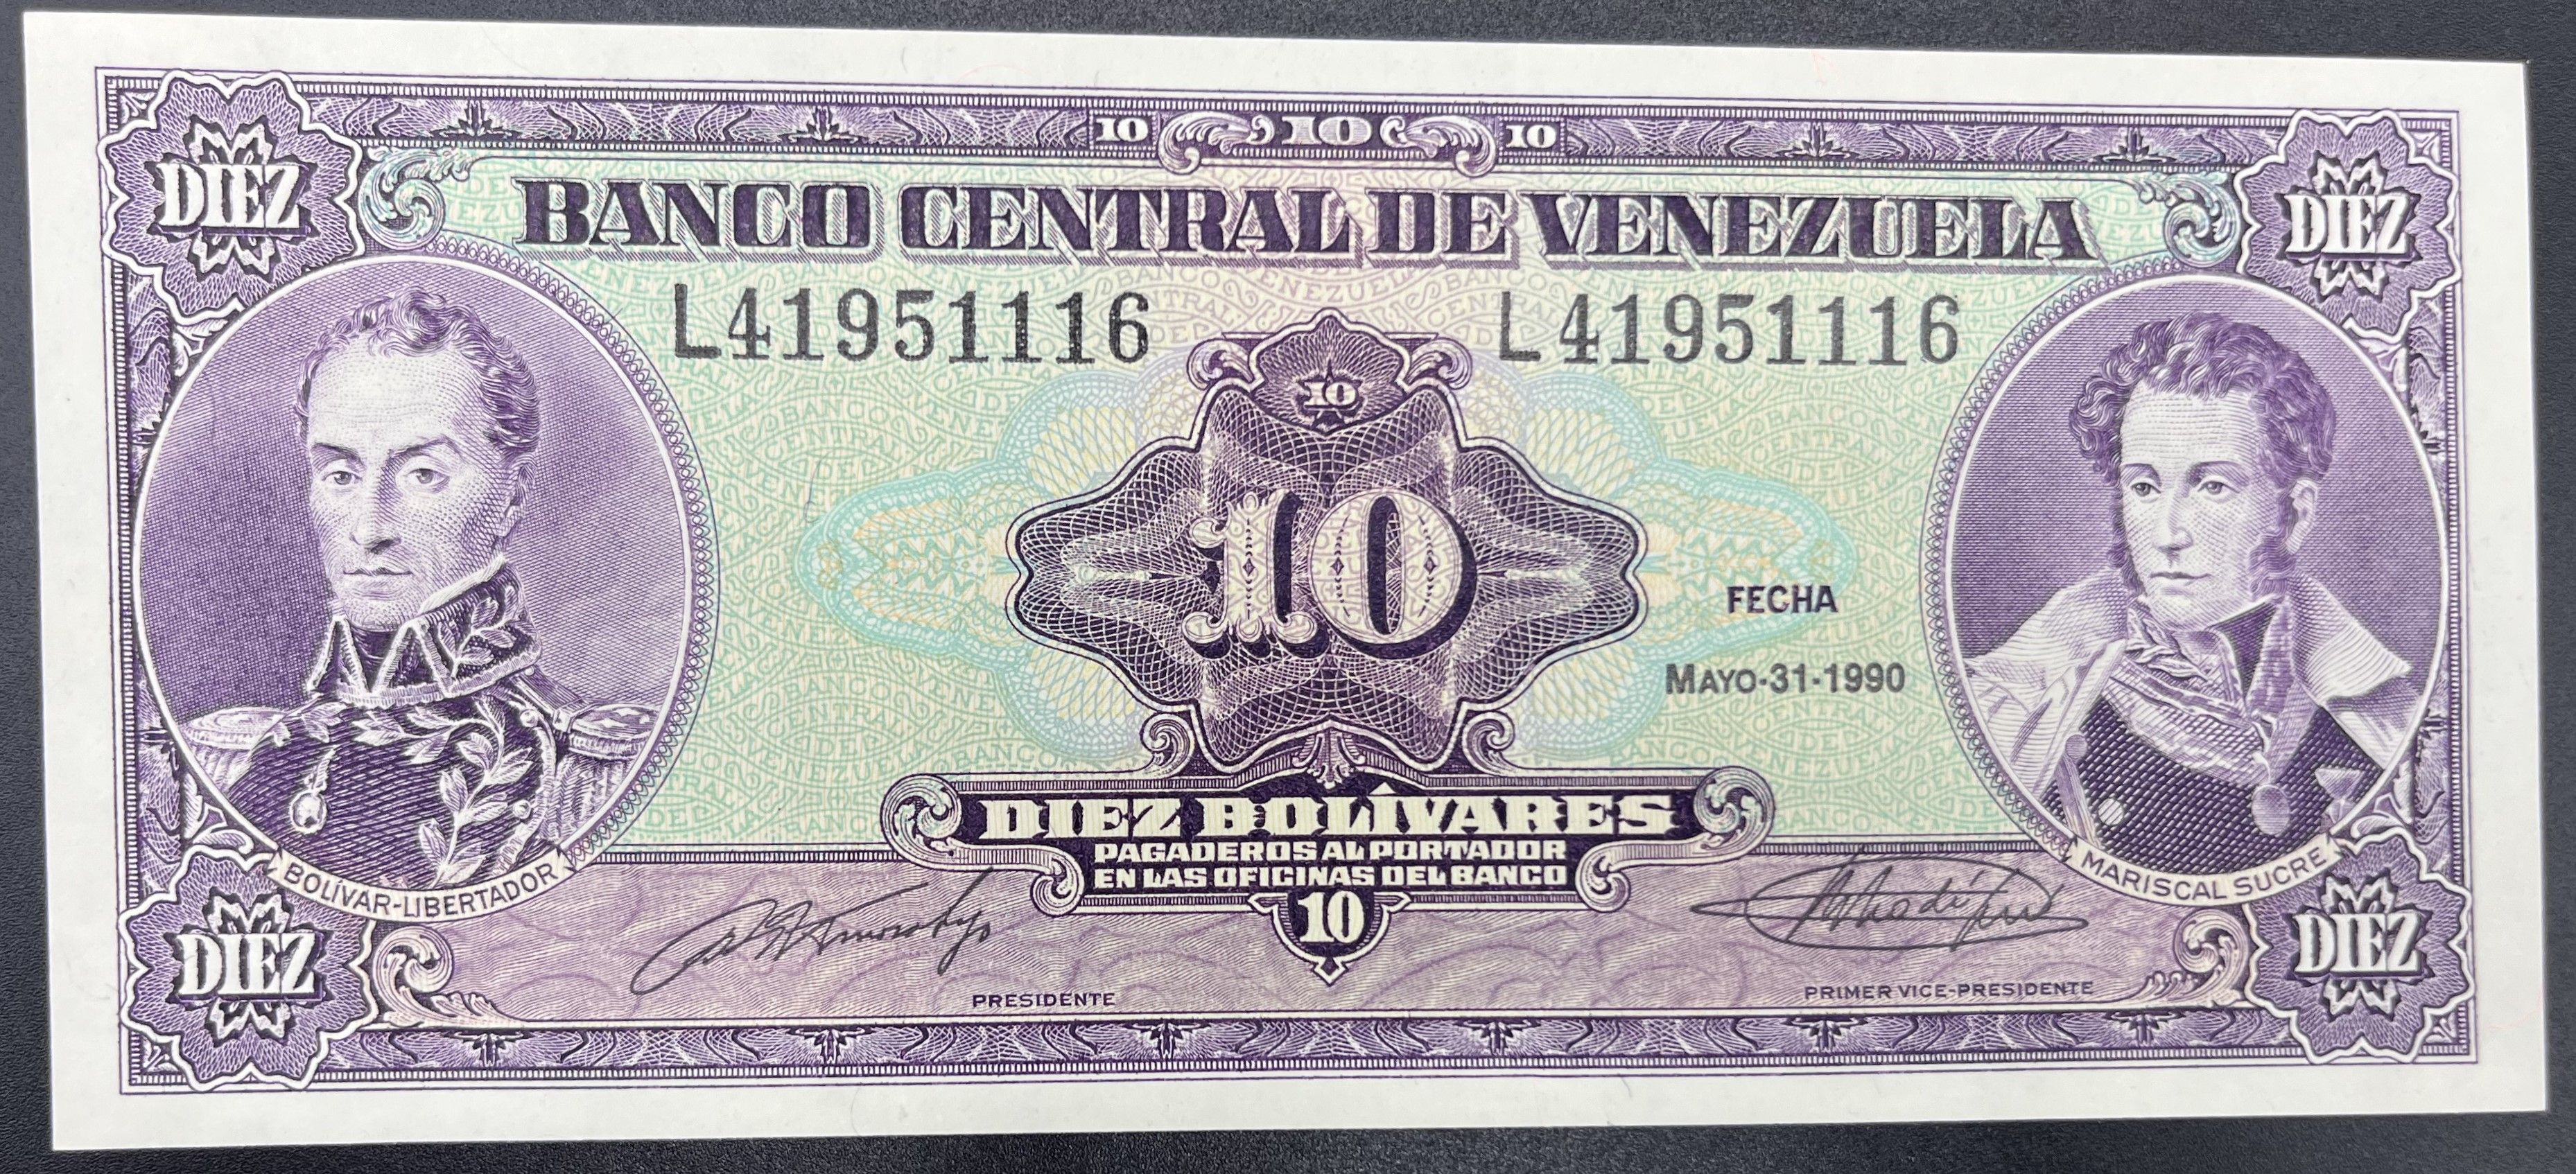 10 10 10
DIEZ DIEZ
BANCO CENTRAL DE VENEZUELA
L41951116 L41951116
10
10
FECHA
MAYO-31-1990
DIEZ BOLÍVARES
PAGADEROS AL PORTADOR
EN LAS OFICINAS DEL BANCO
BOLÍVAR-LIBERTADOR
MARISCAL SUCRE
10
DIEZ DIEZ
PRESIDENTE
PRIMER VICE-PRESIDENTE